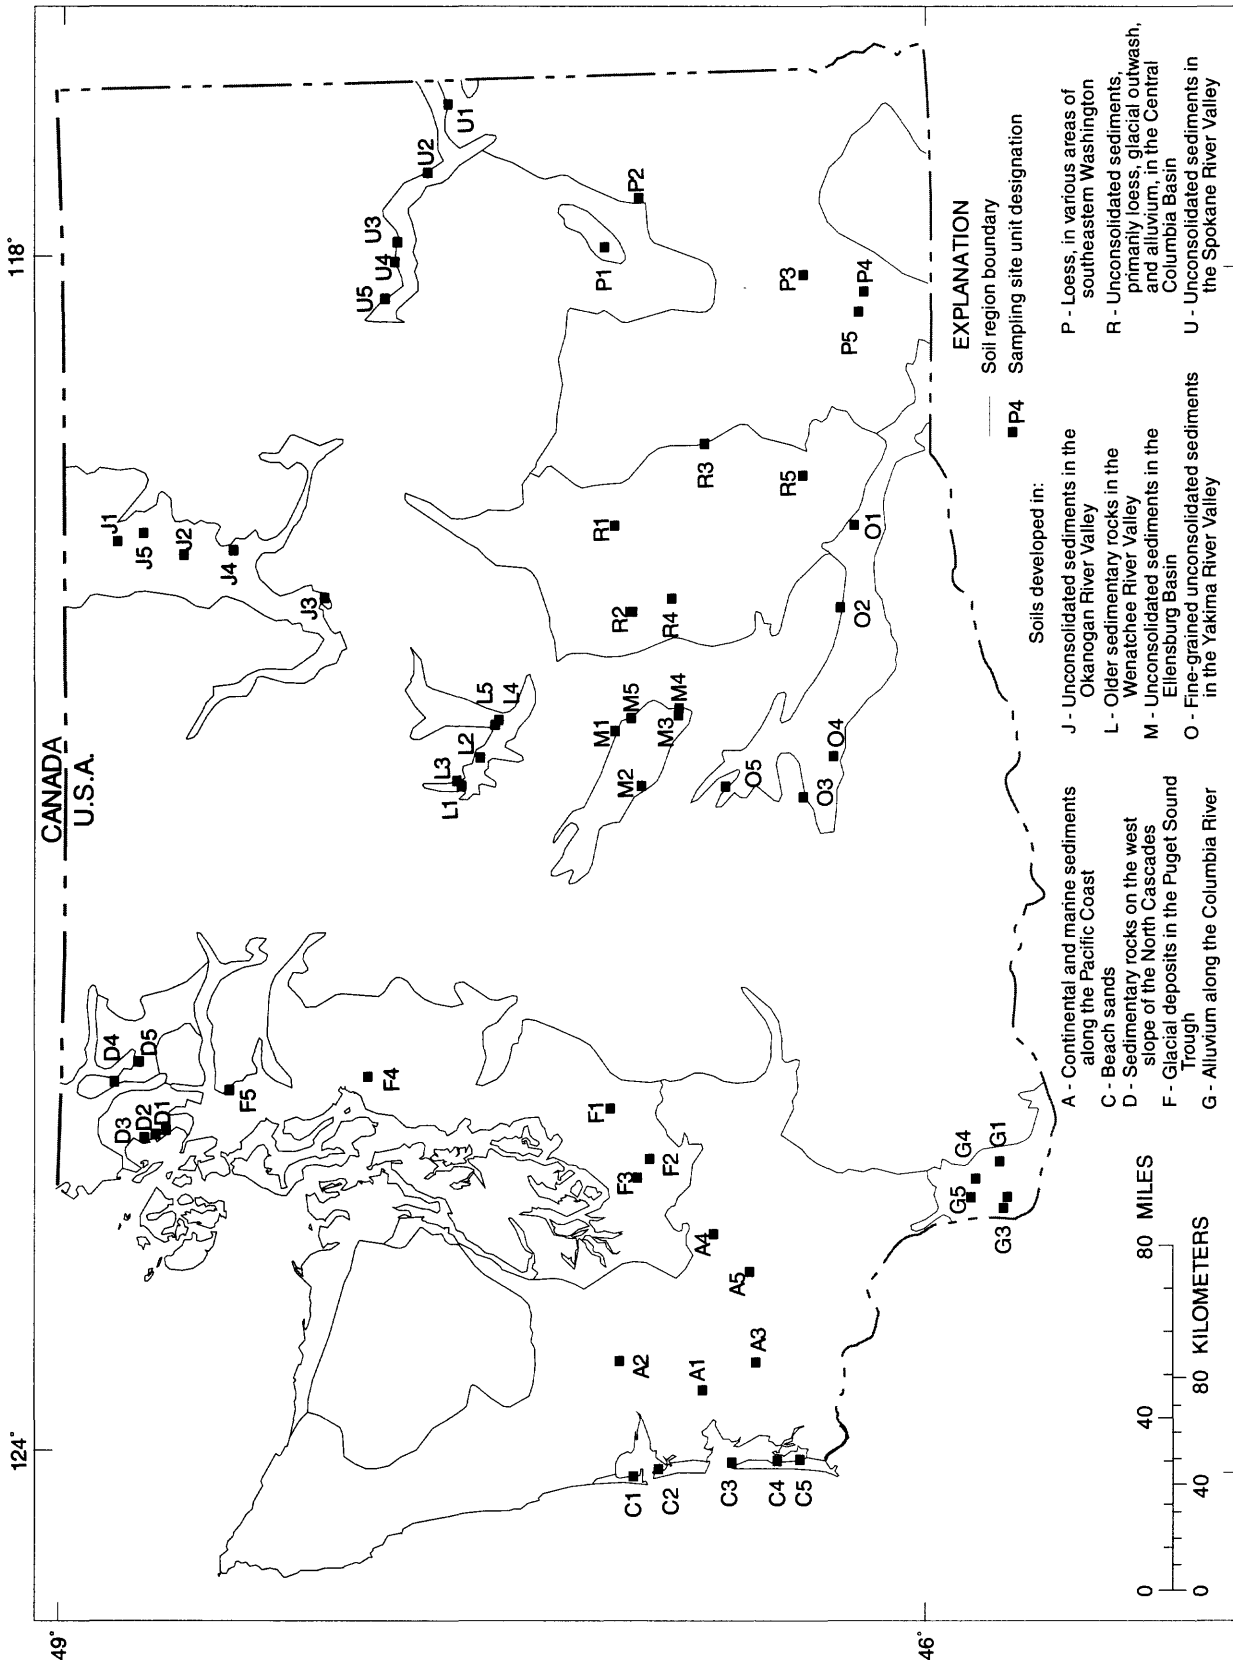 124°
118°
49°
46°
CANADA
U.S.A.
D4
D5
D3
D2
D1
F5
F4
F1
F2
F3
A4
A5
A2
A3
A1
C1
C2
C3
C4
C5
G4
G1
G5
G3
J1
J5
J2
J4
J3
L5
L4
L2
L3
L1
M1
M5
M4
M3
M2
O5
O4
O3
O2
O1
R1
R2
R4
R3
R5
U1
U2
U3
U4
U5
P1
P2
P3
P4
P5
EXPLANATION
Soil region boundary
P4 Sampling site unit designation
Soils developed in:
A - Continental and marine sediments
along the Pacific Coast
C - Beach sands
D - Sedimentary rocks on the west
slope of the North Cascades
F - Glacial deposits in the Puget Sound
Trough
G - Alluvium along the Columbia River
J - Unconsolidated sediments in the
Okanogan River Valley
L - Older sedimentary rocks in the
Wenatchee River Valley
M - Unconsolidated sediments in the
Ellensburg Basin
O - Fine-grained unconsolidated sediments
in the Yakima River Valley
P - Loess, in various areas of
southeastern Washington
R - Unconsolidated sediments,
primarily loess, glacial outwash,
and alluvium, in the Central
Columbia Basin
U - Unconsolidated sediments in
the Spokane River Valley
0 40 80 MILES
0 40 80 KILOMETERS